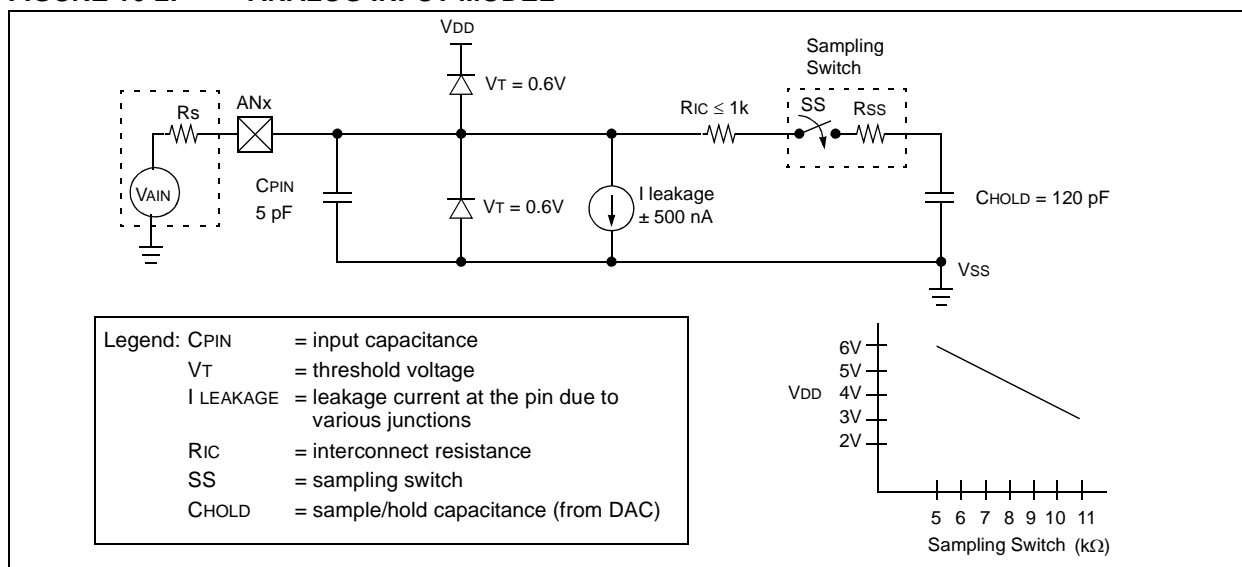 VDD
Sampling
Switch
VT = 0.6V
ANx
RIC ≤ 1k
SS
RSS
Rs
VAIN
CPIN
5 pF
VT = 0.6V
I leakage
± 500 nA
CHOLD = 120 pF
VSS
Legend: CPIN = input capacitance
VT = threshold voltage
I LEAKAGE = leakage current at the pin due to
various junctions
RIC = interconnect resistance
SS = sampling switch
CHOLD = sample/hold capacitance (from DAC)
6V
5V
VDD 4V
3V
2V
5 6 7 8 9 10 11
Sampling Switch (kΩ)